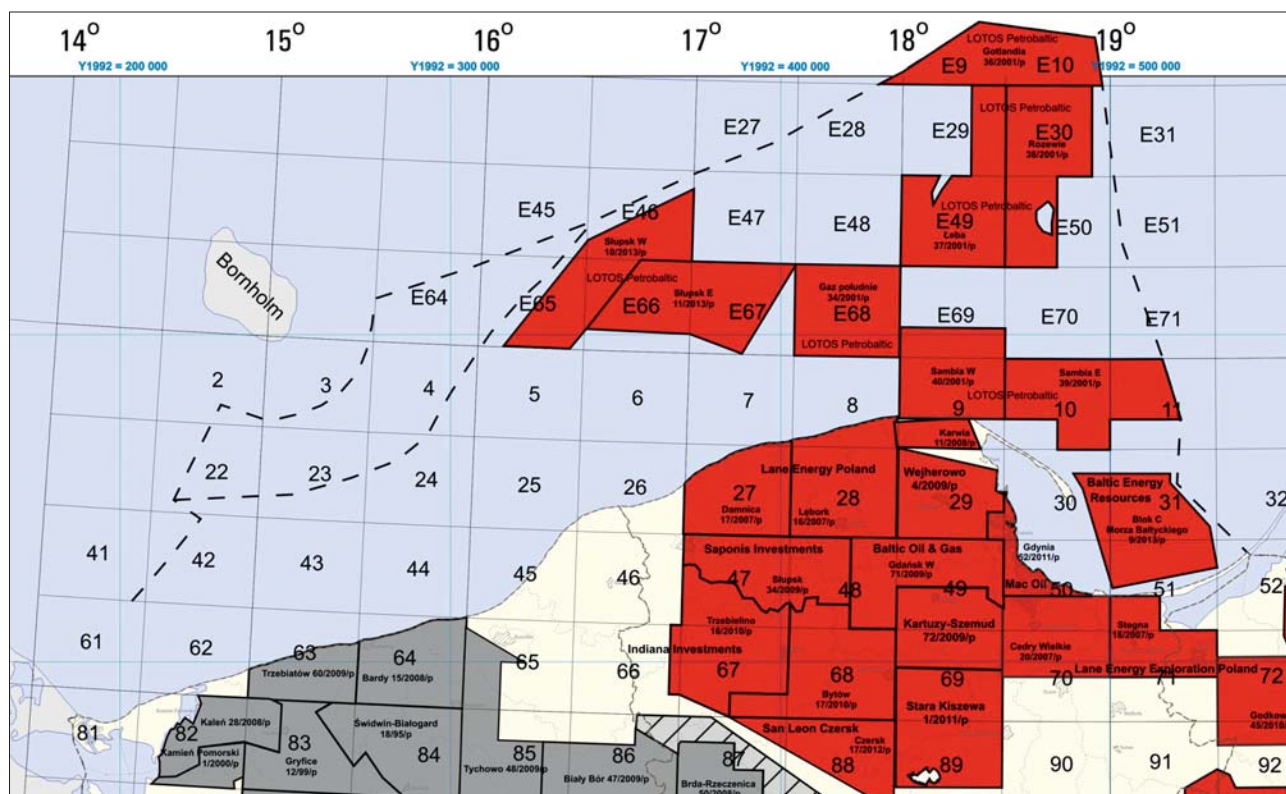 14° 15° 16° 17° 18° 19°
Y1992 = 200 000 Y1992 = 300 000 Y1992 = 400 000 Y1992 = 500 000
LOTOS Petrobaltic
Gotlandia
36/2001/p
E9 E10
LOTOS Petrobaltic
E27 E28 E29 E30 E31
Rozewie
38/2001/p
E45 E46 E47 E48 E49 E50 E51
LOTOS Petrobaltic
Łeba
37/2001/p
Słupsk W
10/2013/p
Bornholm
LOTOS Petrobaltic
E64 E65 E66 E67 E68 E69 E70 E71
Słupsk E
11/2013/p
Gaz południe
34/2001/p
LOTOS Petrobaltic
Sambia W
40/2001/p
Sambia E
39/2001/p
LOTOS Petrobaltic
2 3 4 5 6 7 8 9 10 11
Karwia
11/2008/p
Lane Energy Poland
Wejherowo
4/2009/p
Baltic Energy
Resources
22 23 24 25 26 27 28 29 30 31 32
Damnica
17/2007/p
Lębork
16/2007/p
Blok C
Morza Bałtyckiego
9/2013/p
Saponis Investments
Baltic Oil & Gas
Gdańsk W
71/2009/p
Gdynia
52/2011/p
41 42 43 44 45 46 47 48 49 50 51 52
Słupsk
34/2009/p
Mac Oil
Trzebielino
16/2010/p
Kartuzy-Szemud
72/2009/p
Stegna
18/2007/p
Indiana Investments
Cedry Wielkie
20/2007/p
Lane Energy Exploration Poland
61 62 63 64 65 66 67 68 69 70 71 72
Trzebiatów 60/2009/p
Bardy 15/2008/p
Bytów
17/2010/p
Stara Kiszewa
1/2011/p
Kaleń 28/2008/p
Świdwin-Białogard
18/95/p
San Leon Czersk
Czersk
17/2012/p
81 82 83 84 85 86 87 88 89 90 91 92
Kamień Pomorski
1/2000/p
Gryfice
12/99/p
Tychowo 48/2009/p
Biały Bór 47/2009/p
Brda-Rzeczenica
50/2008/p
Godkow
45/2010/